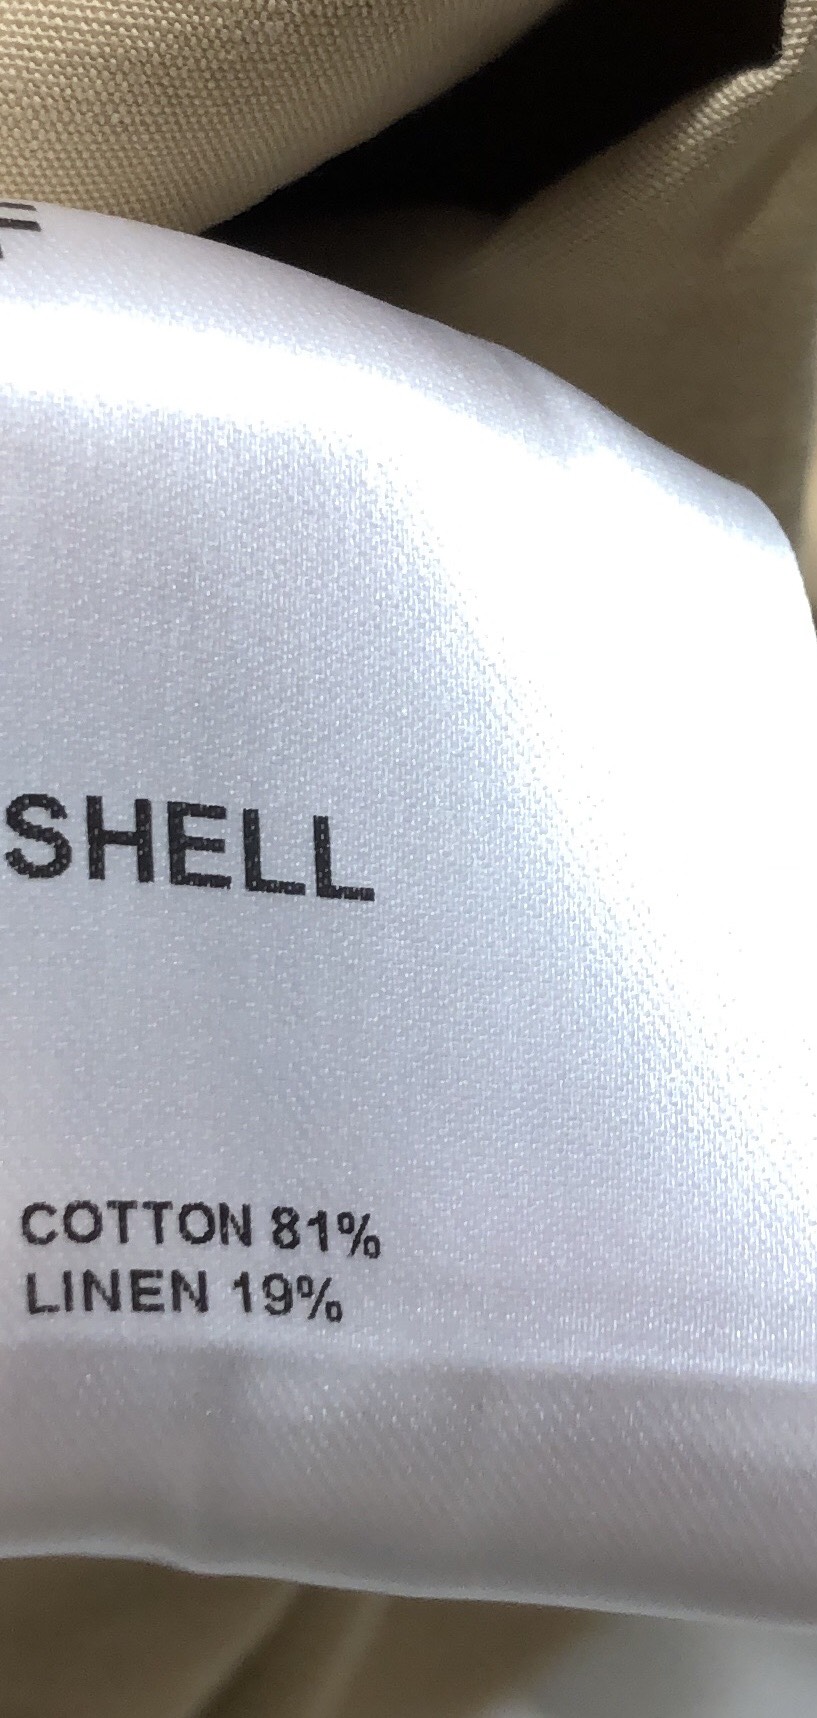 SHELL
COTTON 81%
LINEN 19%